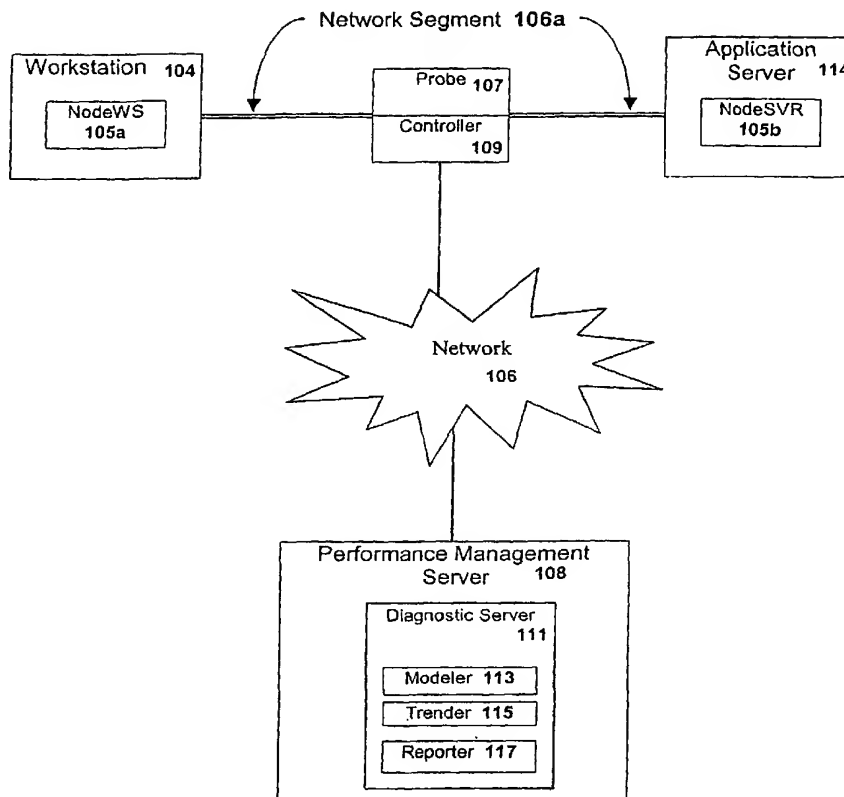 Network Segment 106a
Workstation 104
NodeWS
105a
Probe 107
Controller
109
Application
Server 114
NodeSVR
105b
Network
106
Performance Management
Server 108
Diagnostic Server
111
Modeler 113
Trender 115
Reporter 117